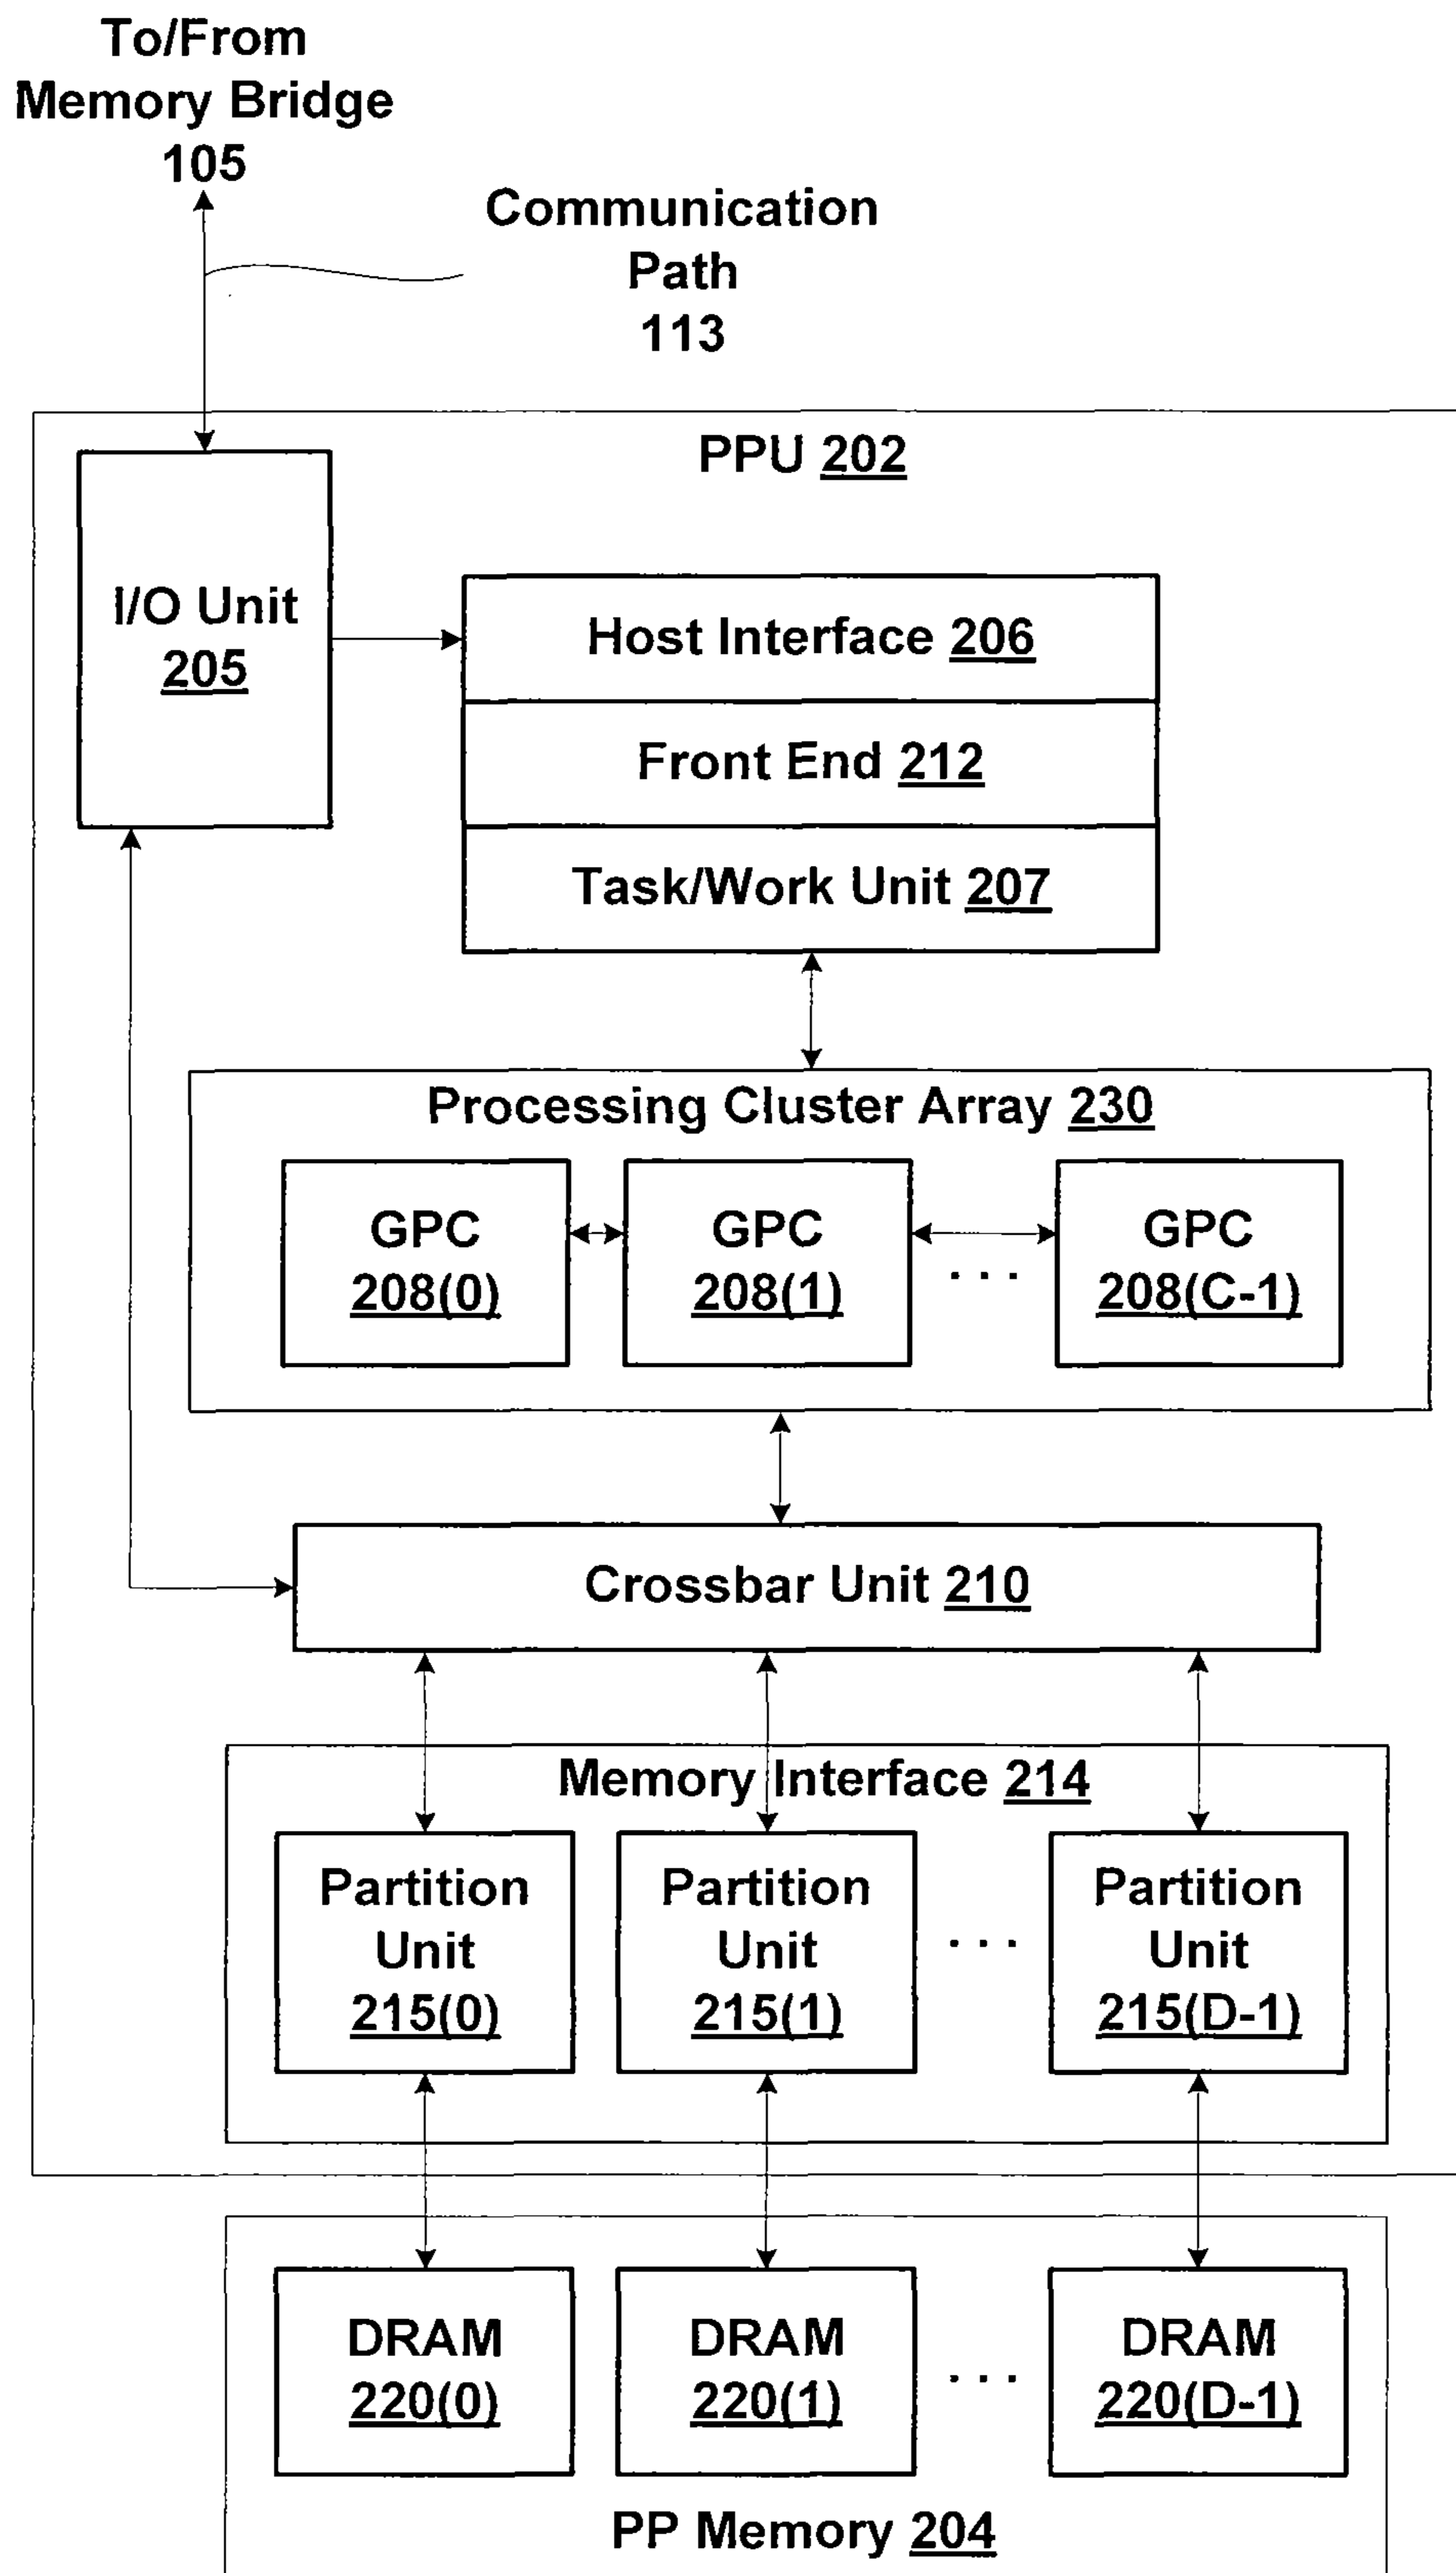 To/From
Memory Bridge
105
Communication
Path
113
PPU 202
I/O Unit
205
Host Interface 206
Front End 212
Task/Work Unit 207
Processing Cluster Array 230
GPC
208(0)
GPC
208(1)
. . .
GPC
208(C-1)
Crossbar Unit 210
Memory Interface 214
Partition
Unit
215(0)
Partition
Unit
215(1)
. . .
Partition
Unit
215(D-1)
DRAM
220(0)
DRAM
220(1)
. . .
DRAM
220(D-1)
PP Memory 204